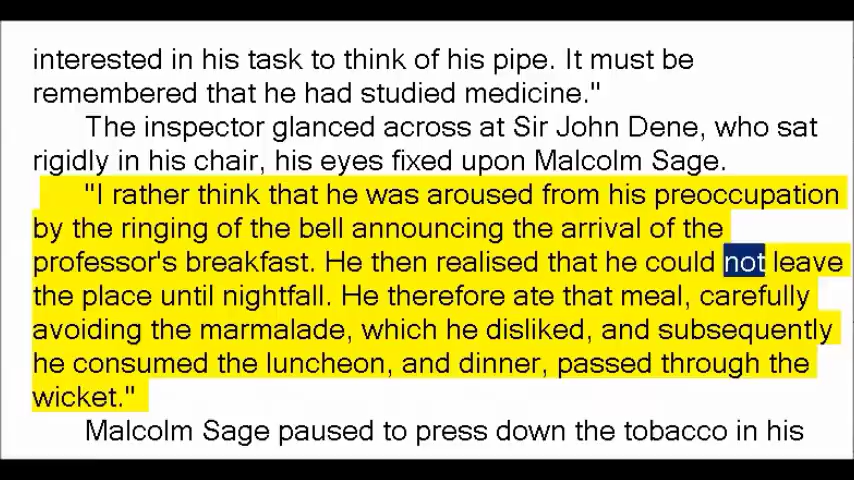 interested in his task to think of his pipe. It must be
remembered that he had studied medicine."
The inspector glanced across at Sir John Dene, who sat
rigidly in his chair, his eyes fixed upon Malcolm Sage.
"I rather think that he was aroused from his preoccupation
by the ringing of the bell announcing the arrival of the
professor's breakfast. He then realised that he could not leave
the place until nightfall. He therefore ate that meal, carefully
avoiding the marmalade, which he disliked, and subsequently
he consumed the luncheon, and dinner, passed through the
wicket."
Malcolm Sage paused to press down the tobacco in his